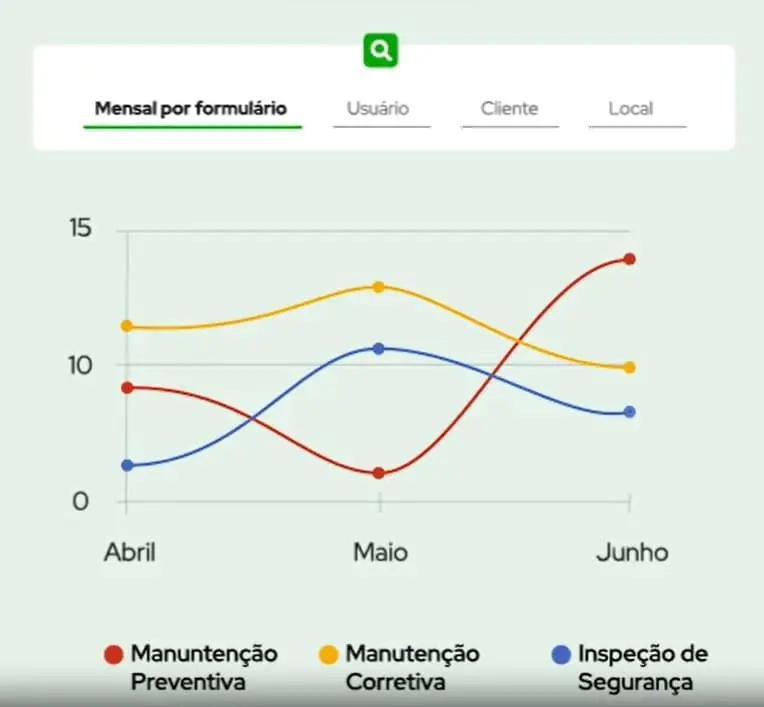 Mensal por formulário
Usuário
Cliente
Local
15
10
0
Abril
Maio
Junho
Manuntenção
Preventiva
Manutenção
Corretiva
Inspeção de
Segurança